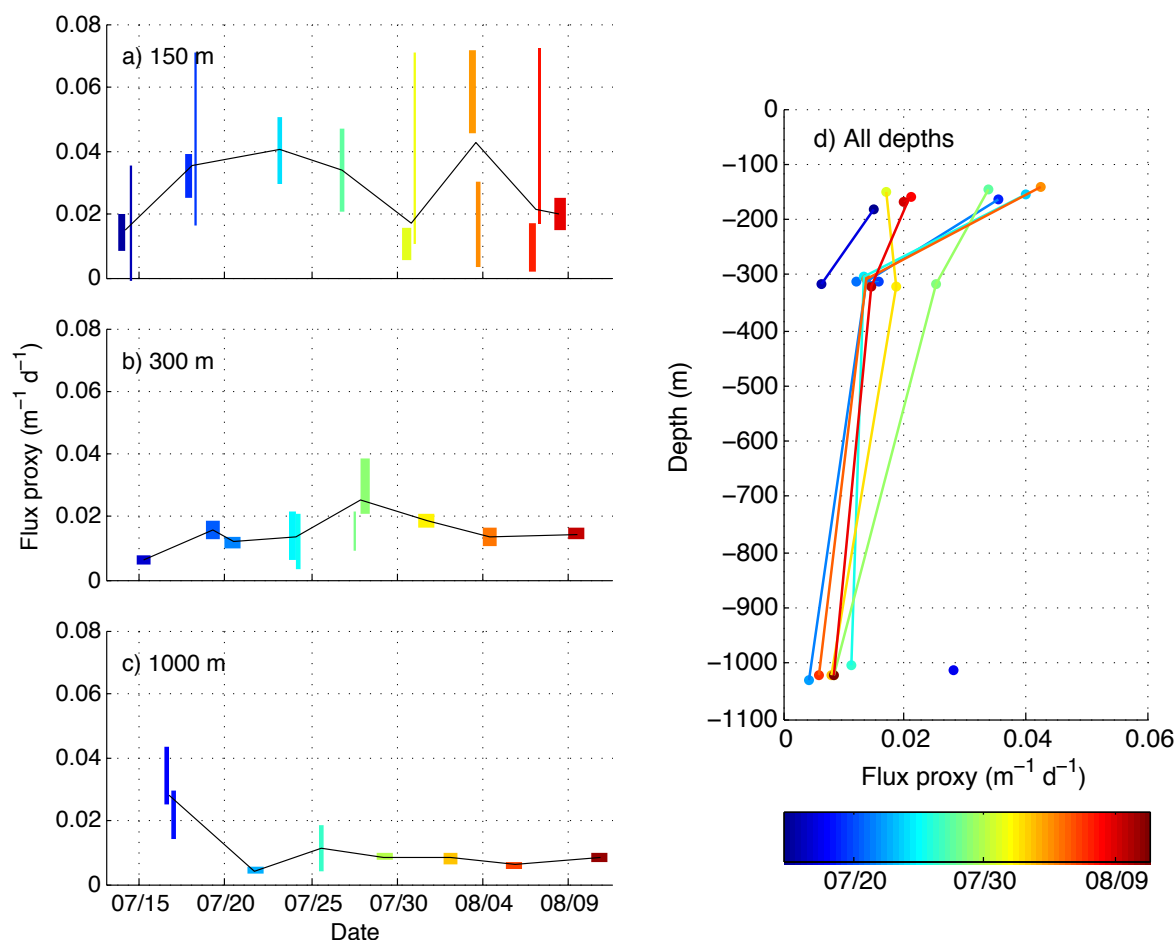 a) 150 m
0.08
0.06
0.04
0.02
0
b) 300 m
0.08
0.06
0.04
0.02
0
c) 1000 m
0.08
0.06
0.04
0.02
0
Flux proxy (m⁻¹ d⁻¹)
07/15 07/20 07/25 07/30 08/04 08/09
Date
d) All depths
0
−100
−200
−300
−400
−500
−600
−700
−800
−900
−1000
−1100
Depth (m)
0 0.02 0.04 0.06
Flux proxy (m⁻¹ d⁻¹)
07/20 07/30 08/09